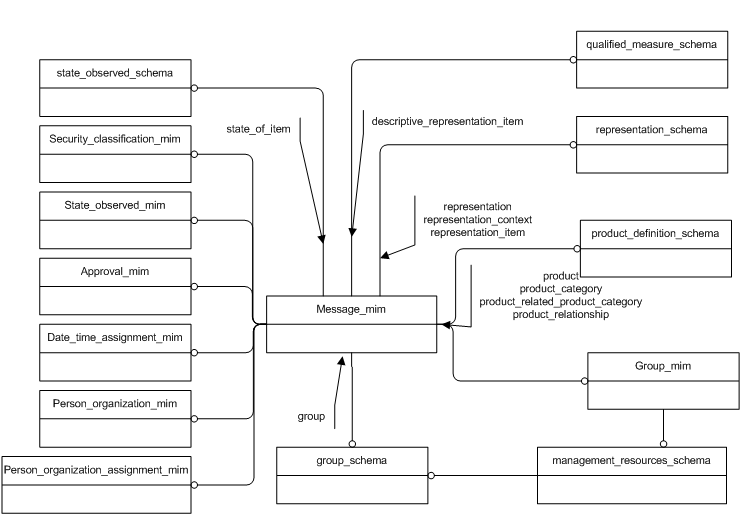 qualified_measure_schema
state_observed_schema
state_of_item
descriptive_representation_item
representation_schema
Security_classification_mim
State_observed_mim
representation
representation_context
representation_item
product_definition_schema
Approval_mim
product
product_category
product_related_product_category
product_relationship
Message_mim
Date_time_assignment_mim
Group_mim
Person_organization_mim
group
group_schema
management_resources_schema
Person_organization_assignment_mim